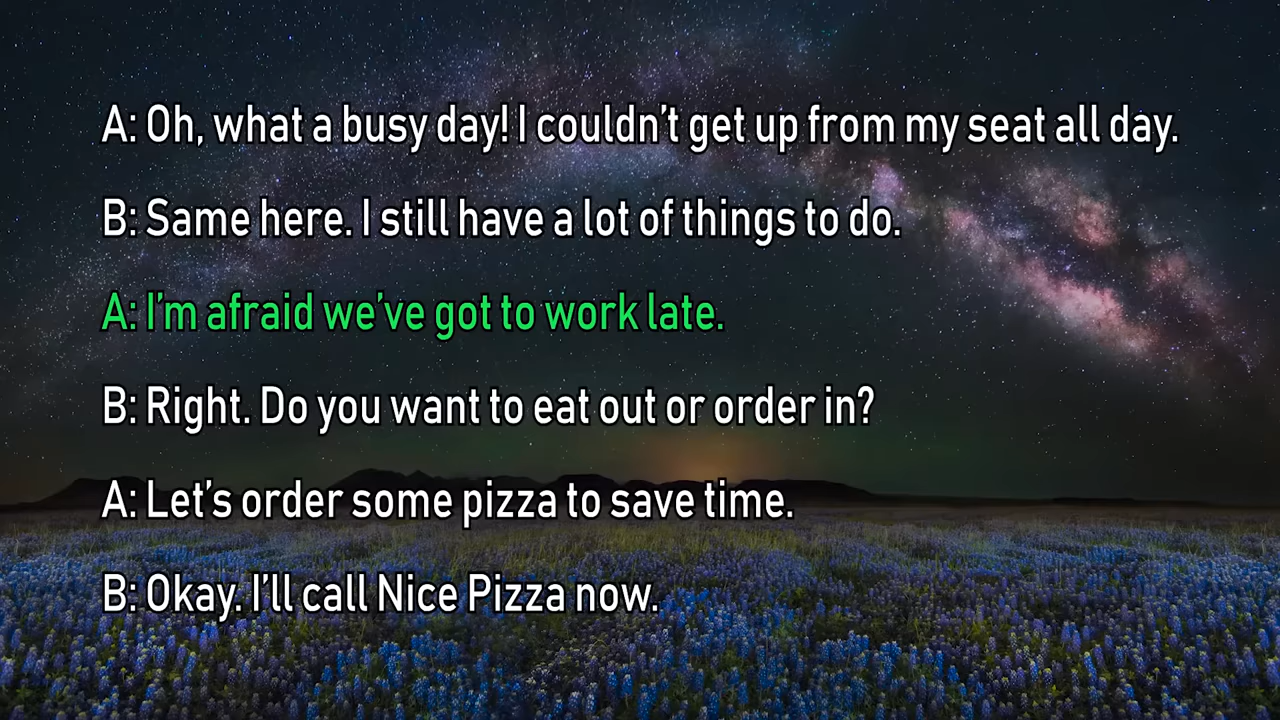 A: Oh, what a busy day! I couldn’t get up from my seat all day.
B: Same here. I still have a lot of things to do.
A: I’m afraid we’ve got to work late.
B: Right. Do you want to eat out or order in?
A: Let’s order some pizza to save time.
B: Okay. I’ll call Nice Pizza now.